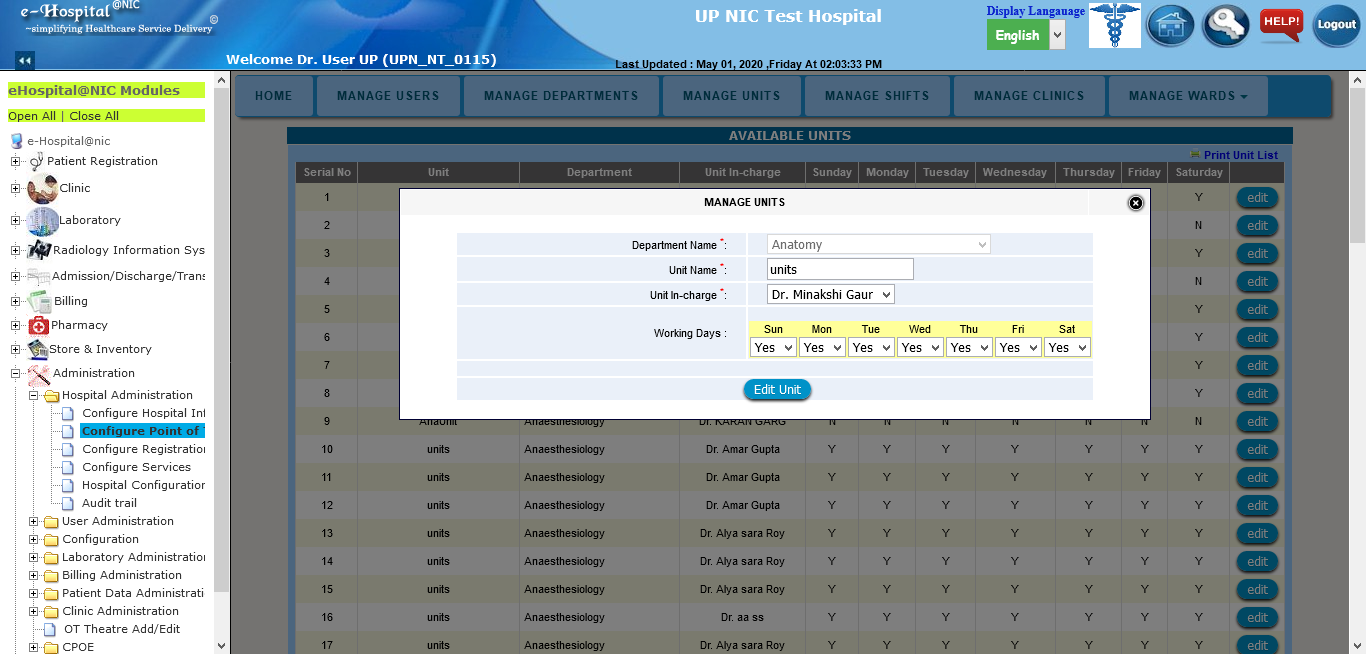 @NIC
e-Hospital ©
~simplifying Healthcare Service Delivery
UP NIC Test Hospital
Display Langauage
English
HELP!
Logout
Welcome Dr. User UP (UPN_NT_0115)
Last Updated : May 01, 2020 ,Friday At 02:03:33 PM
eHospital@NIC Modules
Open All | Close All
e-Hospital@nic
Patient Registration
Clinic
Laboratory
Radiology Information Sys
Admission/Discharge/Trans
Billing
Pharmacy
Store & Inventory
Administration
Hospital Administration
Configure Hospital Inf
Configure Point of
Configure Registration
Configure Services
Hospital Configuration
Audit trail
User Administration
Configuration
Laboratory Administration
Billing Administration
Patient Data Administrati
Clinic Administration
OT Theatre Add/Edit
CPOE
HOME MANAGE USERS MANAGE DEPARTMENTS MANAGE UNITS MANAGE SHIFTS MANAGE CLINICS MANAGE WARDS
AVAILABLE UNITS
Print Unit List
Serial No Unit Department Unit In-charge Sunday Monday Tuesday Wednesday Thursday Friday Saturday
1 Y edit
2 N edit
3 Y edit
4 N edit
5 Y edit
6 Y edit
7 Y edit
8 Y edit
MANAGE UNITS
Department Name *: Anatomy
Unit Name *: units
Unit In-charge *: Dr. Minakshi Gaur
Working Days :
Sun Mon Tue Wed Thu Fri Sat
Yes Yes Yes Yes Yes Yes Yes
Edit Unit
9 AnaUnit Anaesthesiology Dr. KARAN GARG N N N N N N N edit
10 units Anaesthesiology Dr. Amar Gupta Y Y Y Y Y Y Y edit
11 units Anaesthesiology Dr. Amar Gupta Y Y Y Y Y Y Y edit
12 units Anaesthesiology Dr. Amar Gupta Y Y Y Y Y Y Y edit
13 units Anaesthesiology Dr. Alya sara Roy Y Y Y Y Y Y Y edit
14 units Anaesthesiology Dr. Alya sara Roy Y Y Y Y Y Y Y edit
15 units Anaesthesiology Dr. Alya sara Roy Y Y Y Y Y Y Y edit
16 units Anaesthesiology Dr. aa ss Y Y Y Y Y Y Y edit
17 units Anaesthesiology Dr. Alya sara Roy Y Y Y Y Y Y Y edit